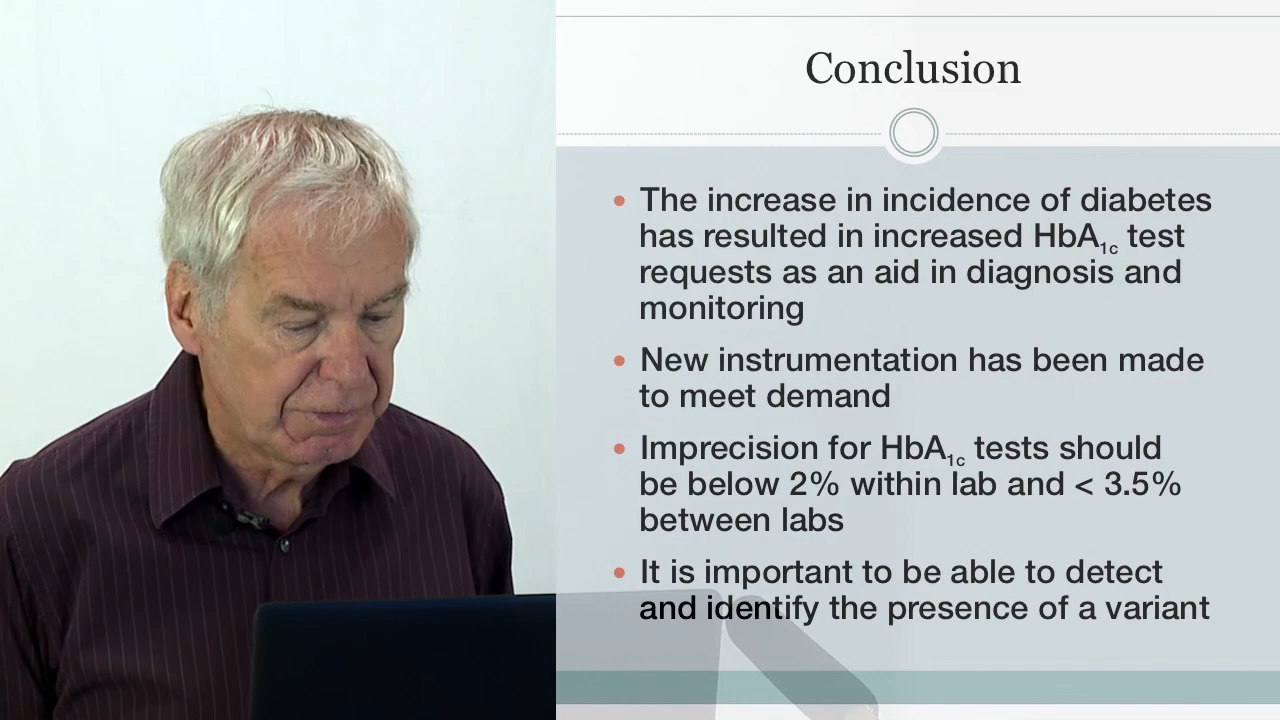 Conclusion
• The increase in incidence of diabetes
has resulted in increased HbA1c test
requests as an aid in diagnosis and
monitoring
• New instrumentation has been made
to meet demand
• Imprecision for HbA1c tests should
be below 2% within lab and < 3.5%
between labs
• It is important to be able to detect
and identify the presence of a variant